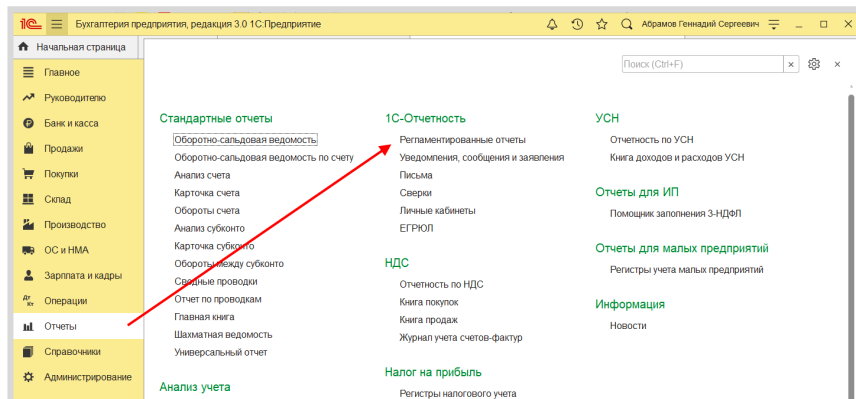 1С Бухгалтерия предприятия, редакция 3.0 1С:Предприятие
Абрамов Геннадий Сергеевич
Начальная страница
Поиск (Ctrl+F)
Главное
Руководителю
Банк и касса
Продажи
Покупки
Склад
Производство
ОС и НМА
Зарплата и кадры
Дт Кт Операции
Отчеты
Справочники
Администрирование
Стандартные отчеты
Оборотно-сальдовая ведомость
Оборотно-сальдовая ведомость по счету
Анализ счета
Карточка счета
Обороты счета
Анализ субконто
Карточка субконто
Обороты между субконто
Сводные проводки
Отчет по проводкам
Главная книга
Шахматная ведомость
Универсальный отчет
Анализ учета
1С-Отчетность
Регламентированные отчеты
Уведомления, сообщения и заявления
Письма
Сверки
Личные кабинеты
ЕГРЮЛ
НДС
Отчетность по НДС
Книга покупок
Книга продаж
Журнал учета счетов-фактур
Налог на прибыль
Регистры налогового учета
УСН
Отчетность по УСН
Книга доходов и расходов УСН
Отчеты для ИП
Помощник заполнения 3-НДФЛ
Отчеты для малых предприятий
Регистры учета малых предприятий
Информация
Новости